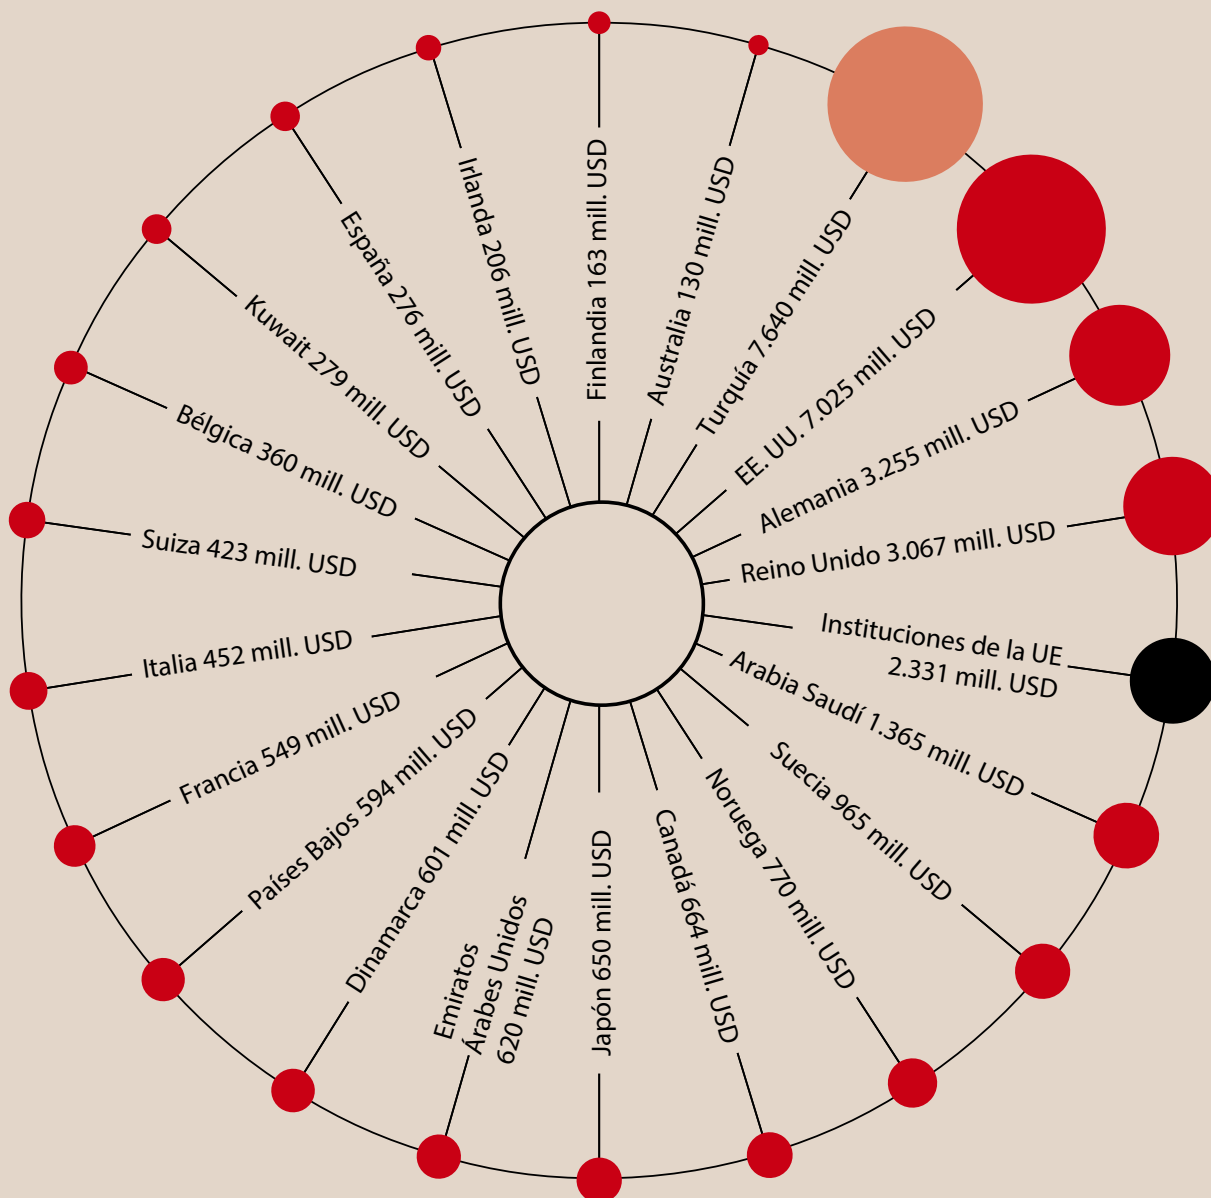 Turquía 7.640 mill. USD
EE. UU. 7.025 mill. USD
Alemania 3.255 mill. USD
Reino Unido 3.067 mill. USD
Instituciones de la UE
2.331 mill. USD
Arabia Saudí 1.365 mill. USD
Suecia 965 mill. USD
Noruega 770 mill. USD
Canadá 664 mill. USD
Japón 650 mill. USD
Emiratos
Árabes Unidos
620 mill. USD
Dinamarca 601 mill. USD
Países Bajos 594 mill. USD
Francia 549 mill. USD
Italia 452 mill. USD
Suiza 423 mill. USD
Bélgica 360 mill. USD
Kuwait 279 mill. USD
España 276 mill. USD
Irlanda 206 mill. USD
Finlandia 163 mill. USD
Australia 130 mill. USD